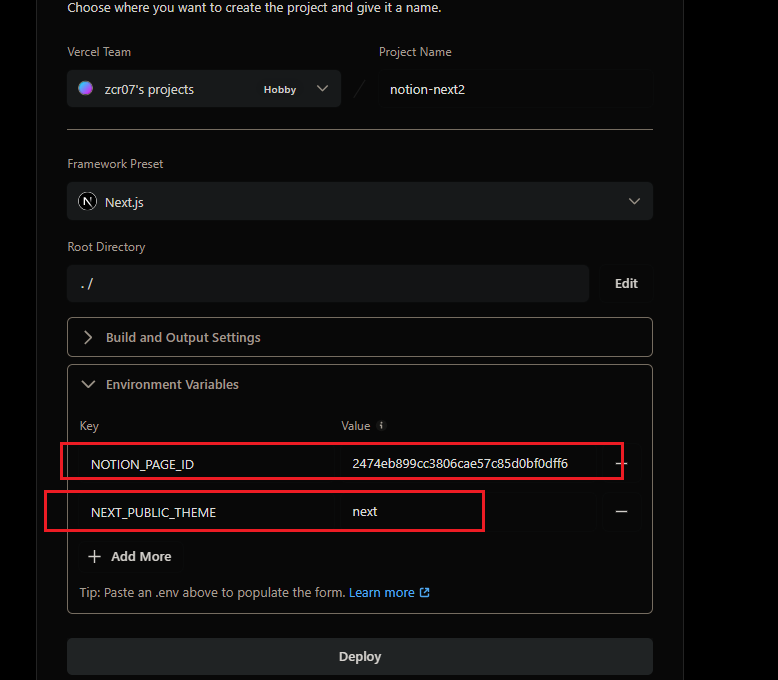 Choose where you want to create the project and give it a name.
Vercel Team
Project Name
zcr07's projects
Hobby
/
notion-next2
Framework Preset
N
Next.js
Root Directory
./
Edit
Build and Output Settings
Environment Variables
Key
Value
NOTION_PAGE_ID
2474eb899cc3806cae57c85d0bf0dff6
NEXT_PUBLIC_THEME
next
Add More
Tip: Paste an .env above to populate the form. Learn more
Deploy